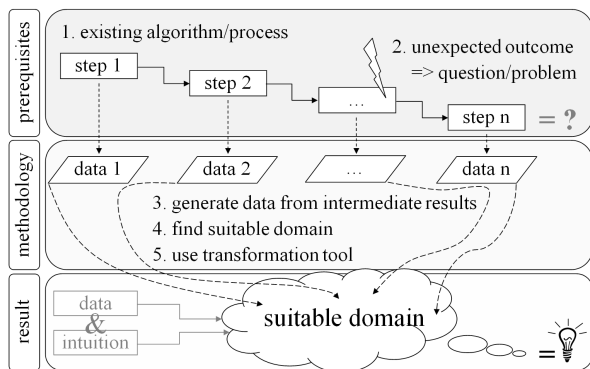 prerequisites
1. existing algorithm/process
2. unexpected outcome
=> question/problem
step 1
step 2
...
step n
= ?
methodology
data 1
data 2
...
data n
3. generate data from intermediate results
4. find suitable domain
5. use transformation tool
result
data
&
intuition
suitable domain
=